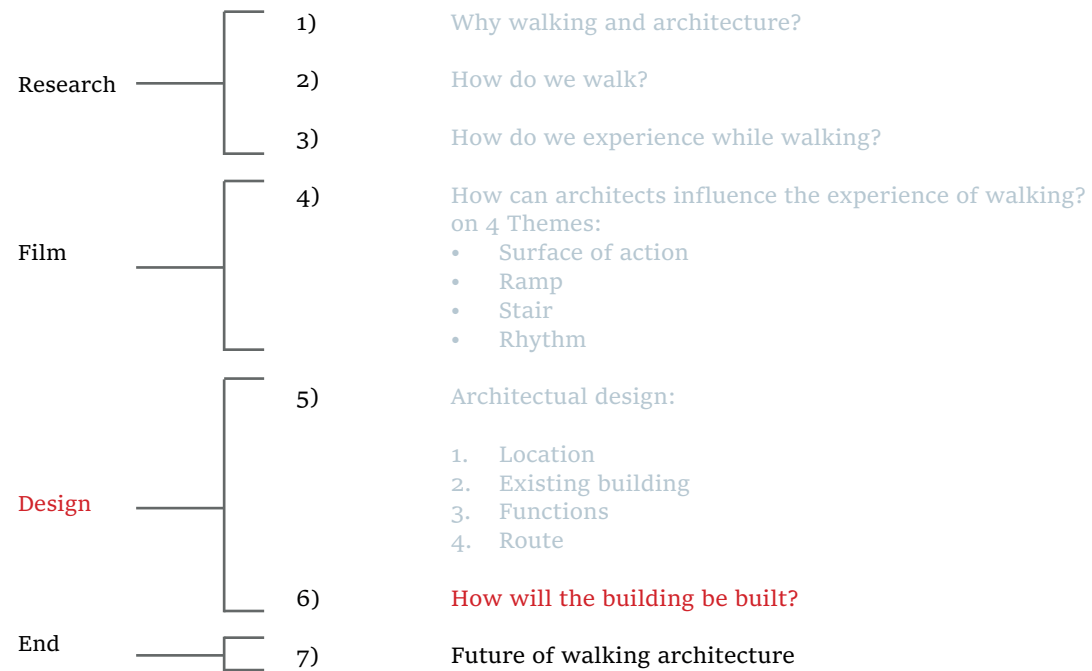 1) Why walking and architecture?
Research
2) How do we walk?
3) How do we experience while walking?
4) How can architects influence the experience of walking?
on 4 Themes:
Film
• Surface of action
• Ramp
• Stair
• Rhythm
5) Architectual design:
1. Location
2. Existing building
Design
3. Functions
4. Route
6) How will the building be built?
End
7) Future of walking architecture